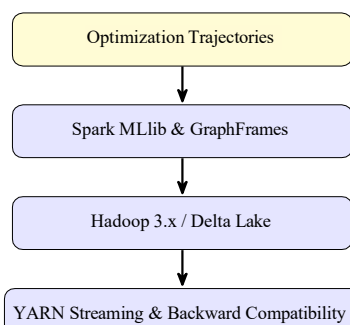 Optimization Trajectories
Spark MLlib & GraphFrames
Hadoop 3.x / Delta Lake
YARN Streaming & Backward Compatibility